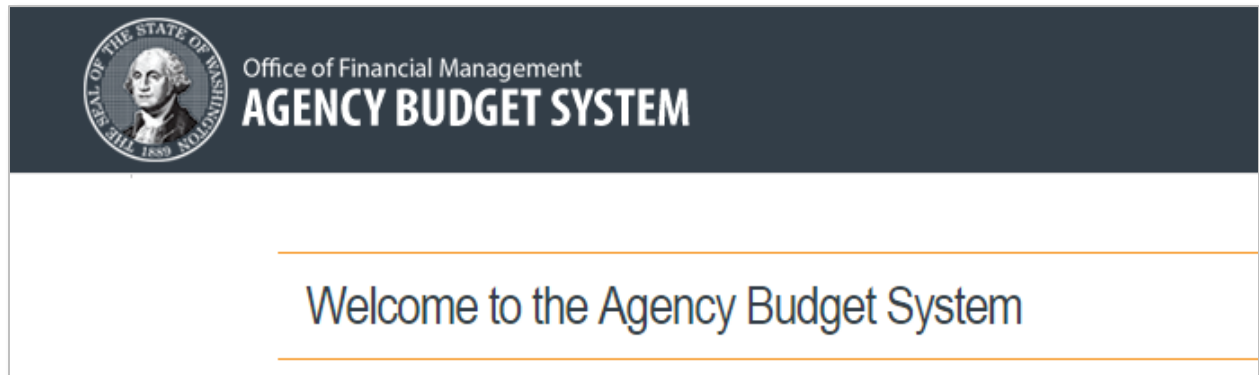 THE SEAL OF THE STATE OF WASHINGTON
1889
Office of Financial Management
AGENCY BUDGET SYSTEM
Welcome to the Agency Budget System